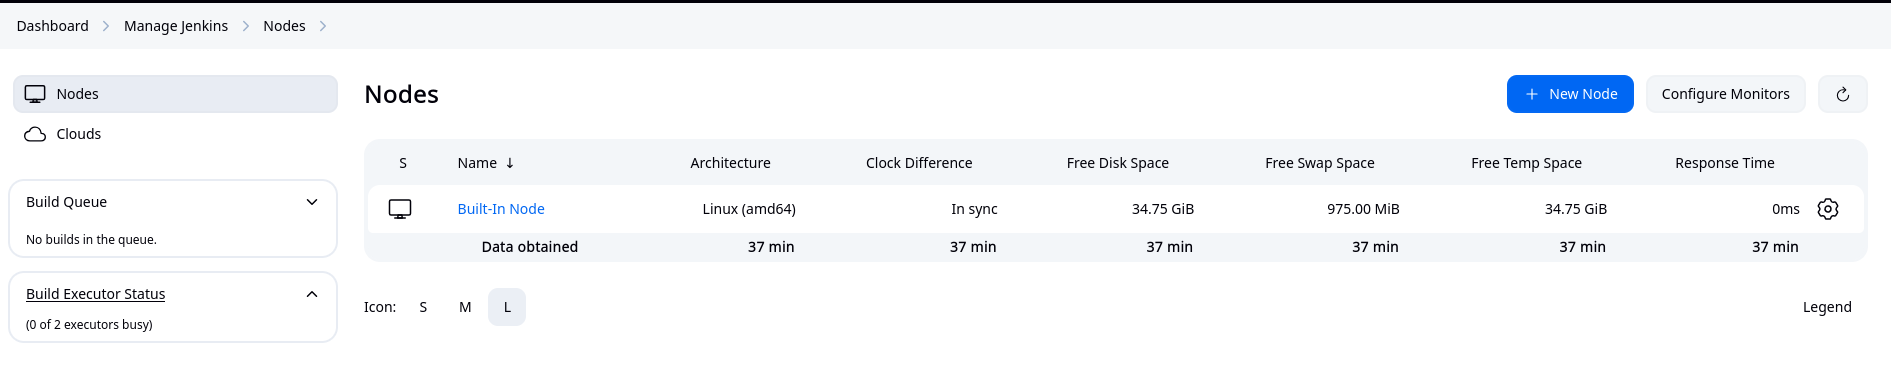 Dashboard Manage Jenkins Nodes
Nodes
Clouds
Build Queue
No builds in the queue.
Build Executor Status
(0 of 2 executors busy)
Nodes
+ New Node Configure Monitors
S Name ↓ Architecture Clock Difference Free Disk Space Free Swap Space Free Temp Space Response Time
Built-In Node Linux (amd64) In sync 34.75 GiB 975.00 MiB 34.75 GiB 0ms
Data obtained 37 min 37 min 37 min 37 min 37 min 37 min
Icon: S M L Legend